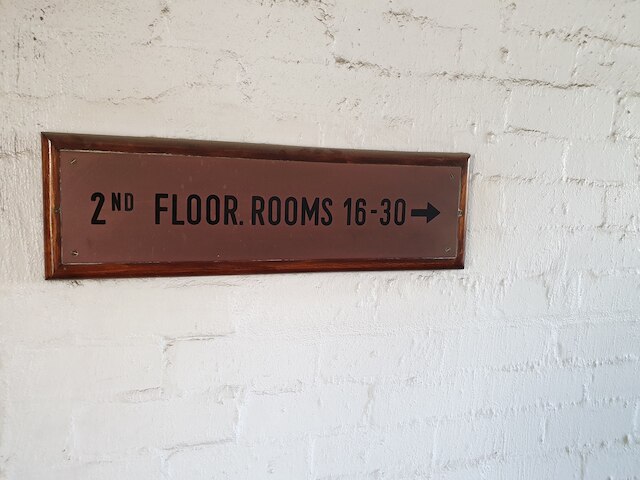 2ND FLOOR. ROOMS 16-30→